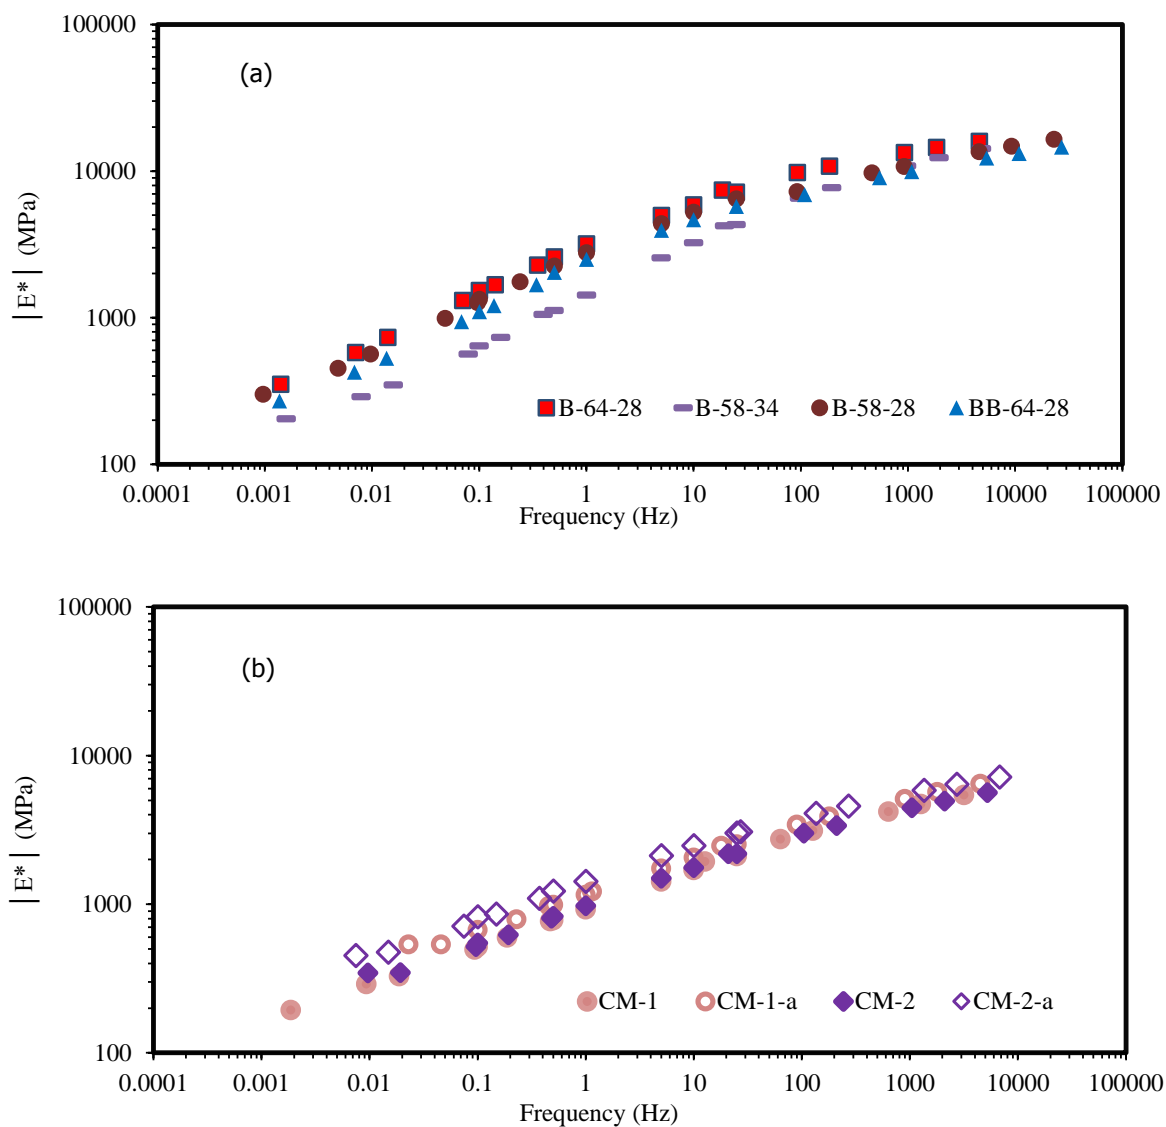 100000
(a)
10000
|E*| (MPa)
1000
B-64-28 B-58-34 B-58-28 BB-64-28
100
0.0001 0.001 0.01 0.1 1 10 100 1000 10000 100000
Frequency (Hz)
100000
(b)
10000
|E*| (MPa)
1000
CM-1 CM-1-a CM-2 CM-2-a
100
0.0001 0.001 0.01 0.1 1 10 100 1000 10000 100000
Frequency (Hz)